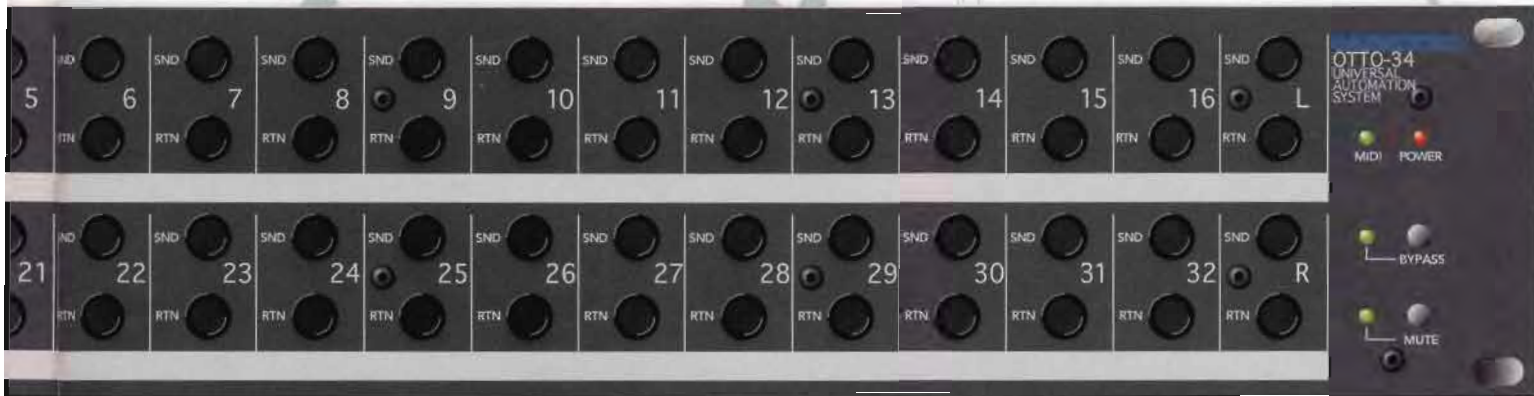 SND SND SND SND SND SND SND SND SND SND SND SND
5 6 7 8 9 10 11 12 13 14 15 16 L
RTN RTN RTN RTN RTN RTN RTN RTN RTN RTN RTN RTN
OTTO-34
UNIVERSAL
AUTOMATION
SYSTEM
MIDI POWER
SND SND SND SND SND SND SND SND SND SND SND SND
21 22 23 24 25 26 27 28 29 30 31 32 R
RTN RTN RTN RTN RTN RTN RTN RTN RTN RTN RTN RTN
BYPASS
MUTE